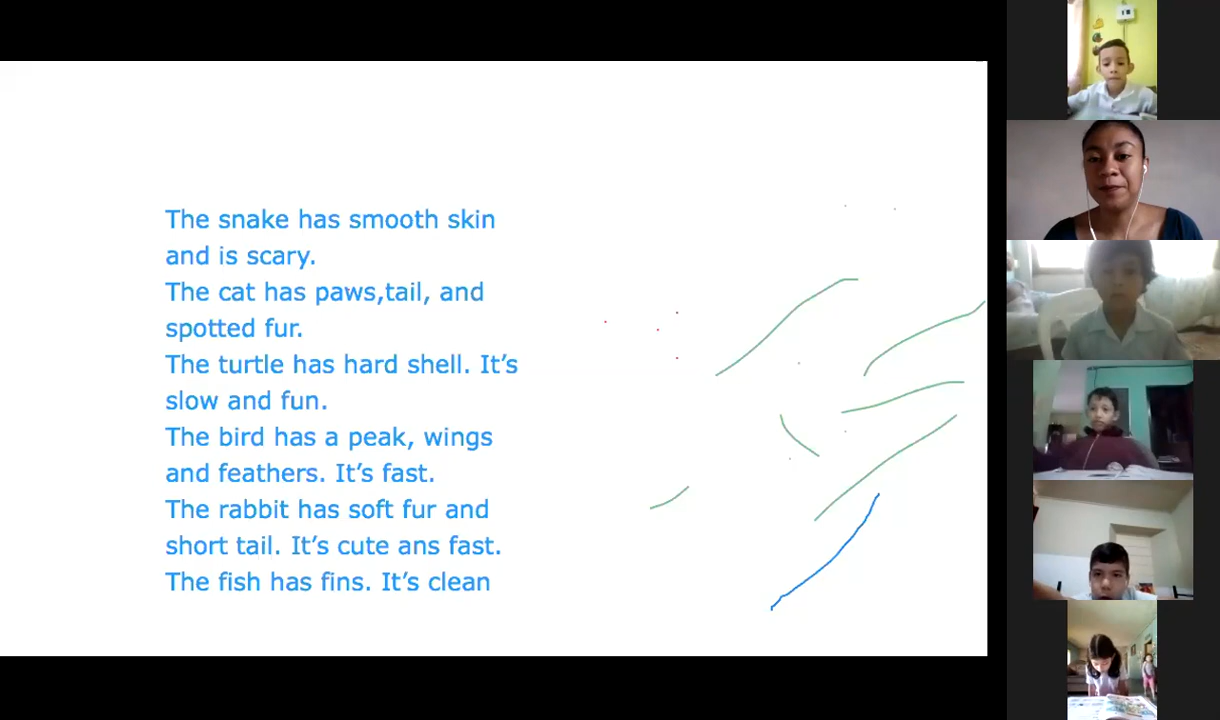 The snake has smooth skin
and is scary.
The cat has paws,tail, and
spotted fur.
The turtle has hard shell. It's
slow and fun.
The bird has a peak, wings
and feathers. It's fast.
The rabbit has soft fur and
short tail. It's cute ans fast.
The fish has fins. It's clean